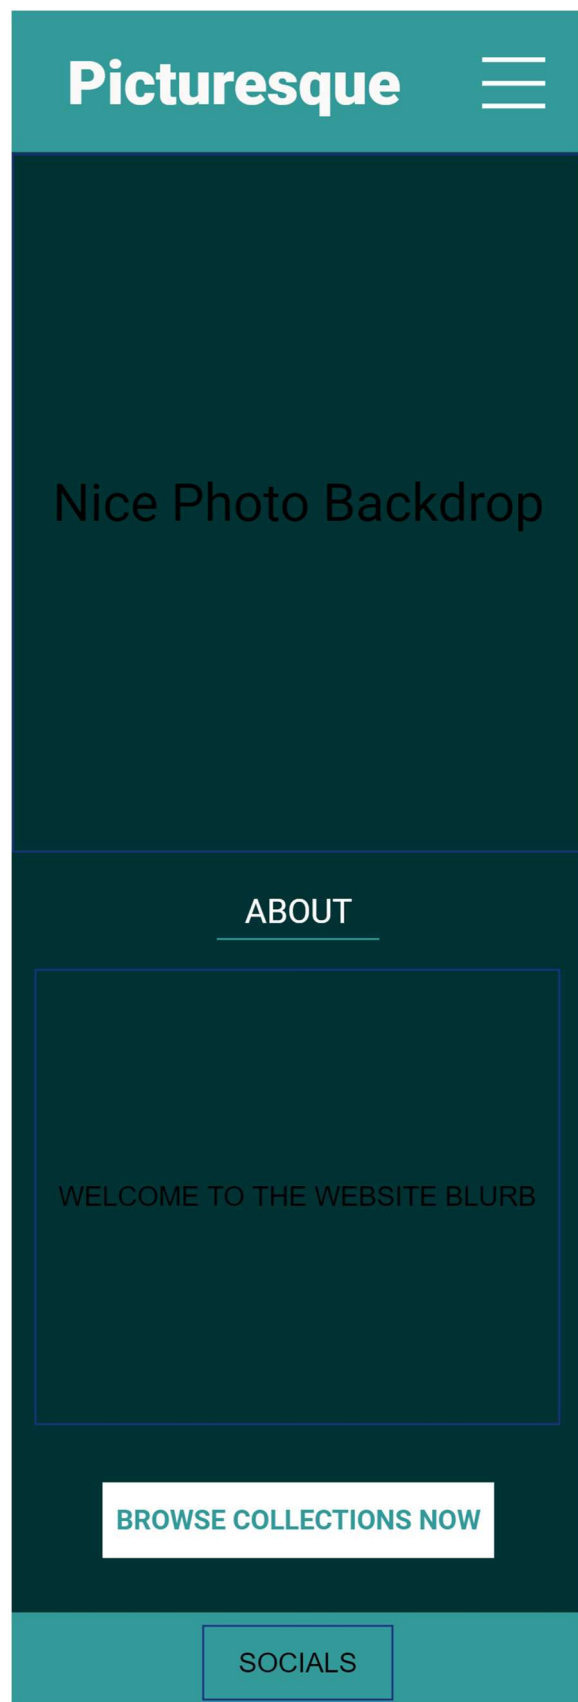 Picturesque
Nice Photo Backdrop
ABOUT
WELCOME TO THE WEBSITE BLURB
BROWSE COLLECTIONS NOW
SOCIALS